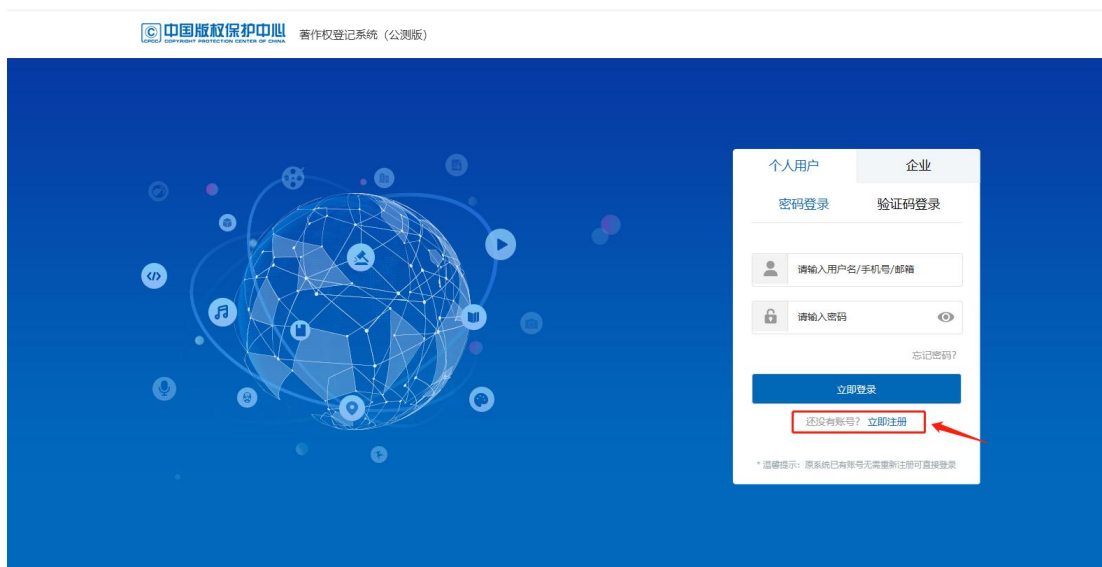 中国版权保护中心
CPCC COPYRIGHT PROTECTION CENTER OF CHINA
著作权登记系统（公测版）
个人用户 企业
密码登录 验证码登录
请输入用户名/手机号/邮箱
请输入密码
忘记密码?
立即登录
还没有账号? 立即注册
* 温馨提示：原系统已有账号无需重新注册可直接登录